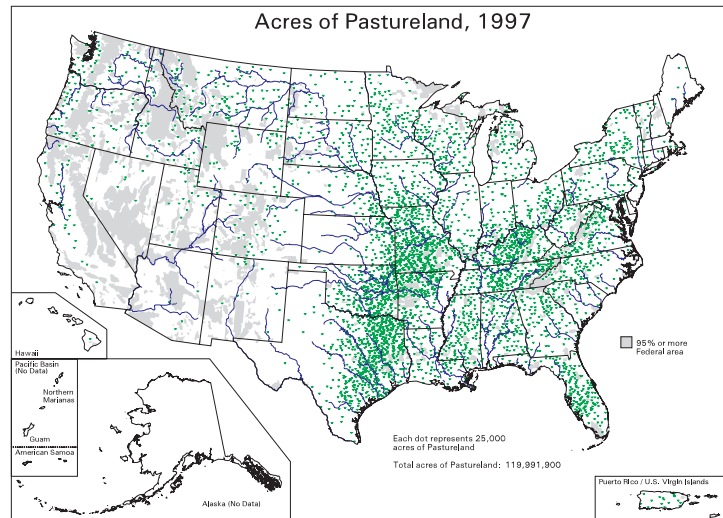 Acres of Pastureland, 1997
95% or more
Federal area
Hawaii
Pacific Basin
(No Data)
Northern
Marianas
Guam
American Samoa
Alaska (No Data)
Each dot represents 25,000
acres of Pastureland
Total acres of Pastureland: 119,991,900
Puerto Rico / U.S. Virgin Islands